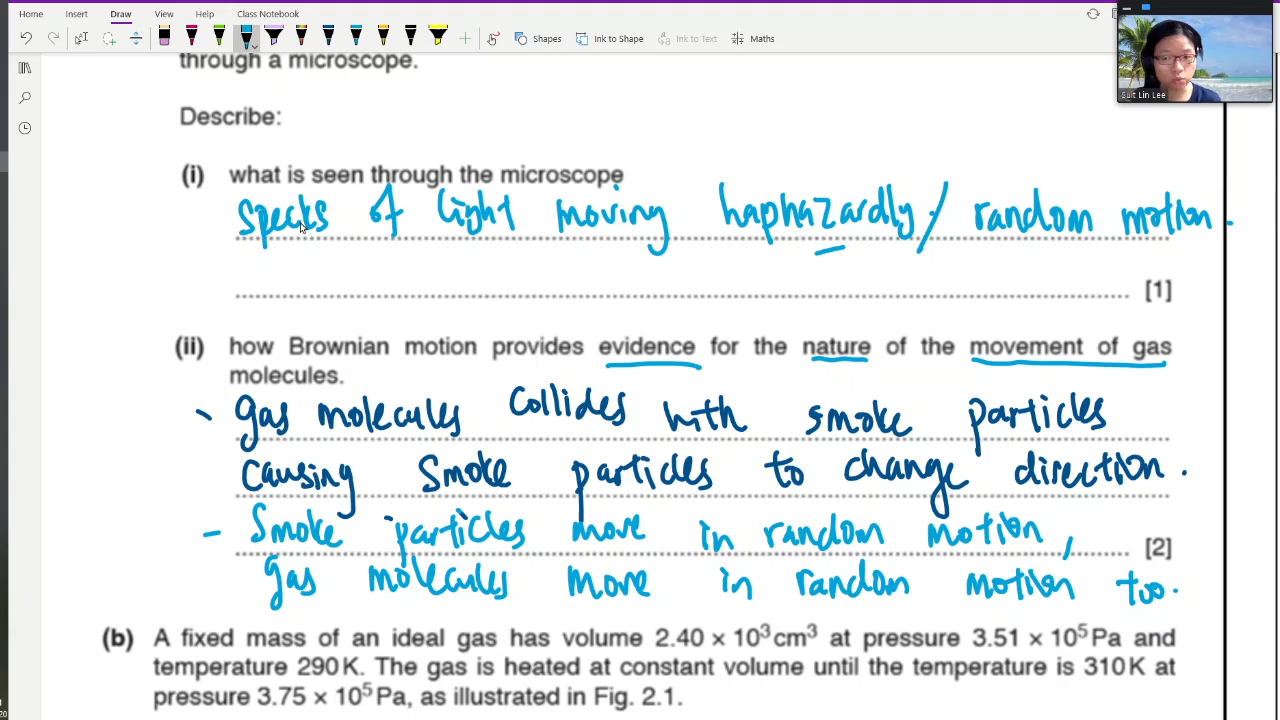 Home Insert Draw View Help Class Notebook
Shapes Ink to Shape Ink to Text Maths
Suit Lin Lee
through a microscope.
Describe:
(i) what is seen through the microscope
specks of light moving haphazardly. / random motion.
[1]
(ii) how Brownian motion provides evidence for the nature of the movement of gas
molecules.
gas molecules collides with smoke particles
causing smoke particles to change direction.
- Smoke particles move in random motion,
[2]
gas molecules move in random motion too.
(b) A fixed mass of an ideal gas has volume 2.40 × 10³ cm³ at pressure 3.51 × 10⁵ Pa and
temperature 290 K. The gas is heated at constant volume until the temperature is 310 K at
pressure 3.75 × 10⁵ Pa, as illustrated in Fig. 2.1.
20